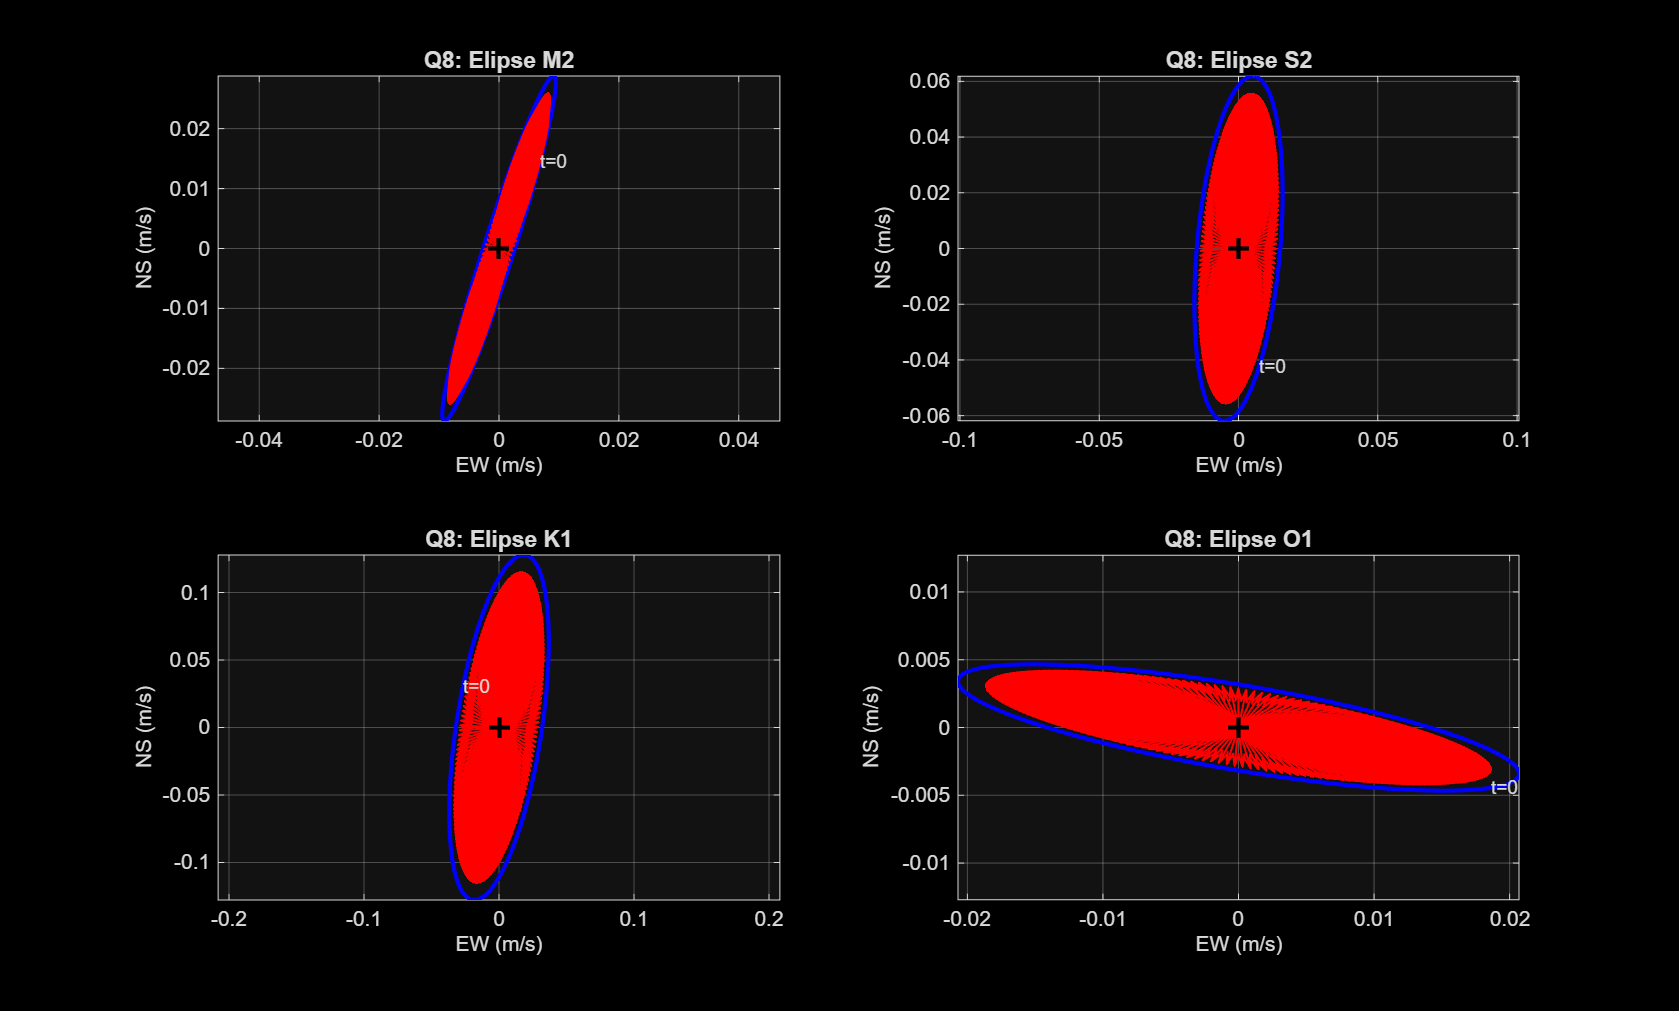 Q8: Elipse M2
0.02
0.01
0
-0.01
-0.02
NS (m/s)
t=0
-0.04
-0.02
0
0.02
0.04
EW (m/s)
Q8: Elipse S2
0.06
0.04
0.02
0
-0.02
-0.04
-0.06
NS (m/s)
t=0
-0.1
-0.05
0
0.05
0.1
EW (m/s)
Q8: Elipse K1
0.1
0.05
0
-0.05
-0.1
NS (m/s)
t=0
-0.2
-0.1
0
0.1
0.2
EW (m/s)
Q8: Elipse O1
0.01
0.005
0
-0.005
-0.01
NS (m/s)
t=0
-0.02
-0.01
0
0.01
0.02
EW (m/s)